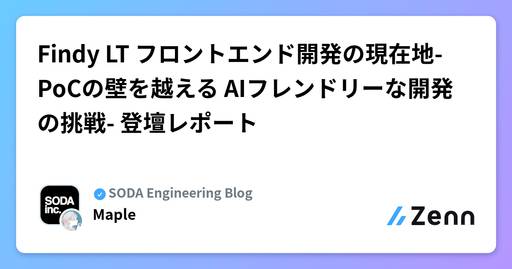 Findy LT フロントエンド開発の現在地-
PoCの壁を越える AIフレンドリーな開発
の挑戦- 登壇レポート
SODA
inc.
SODA Engineering Blog
Maple
Zenn